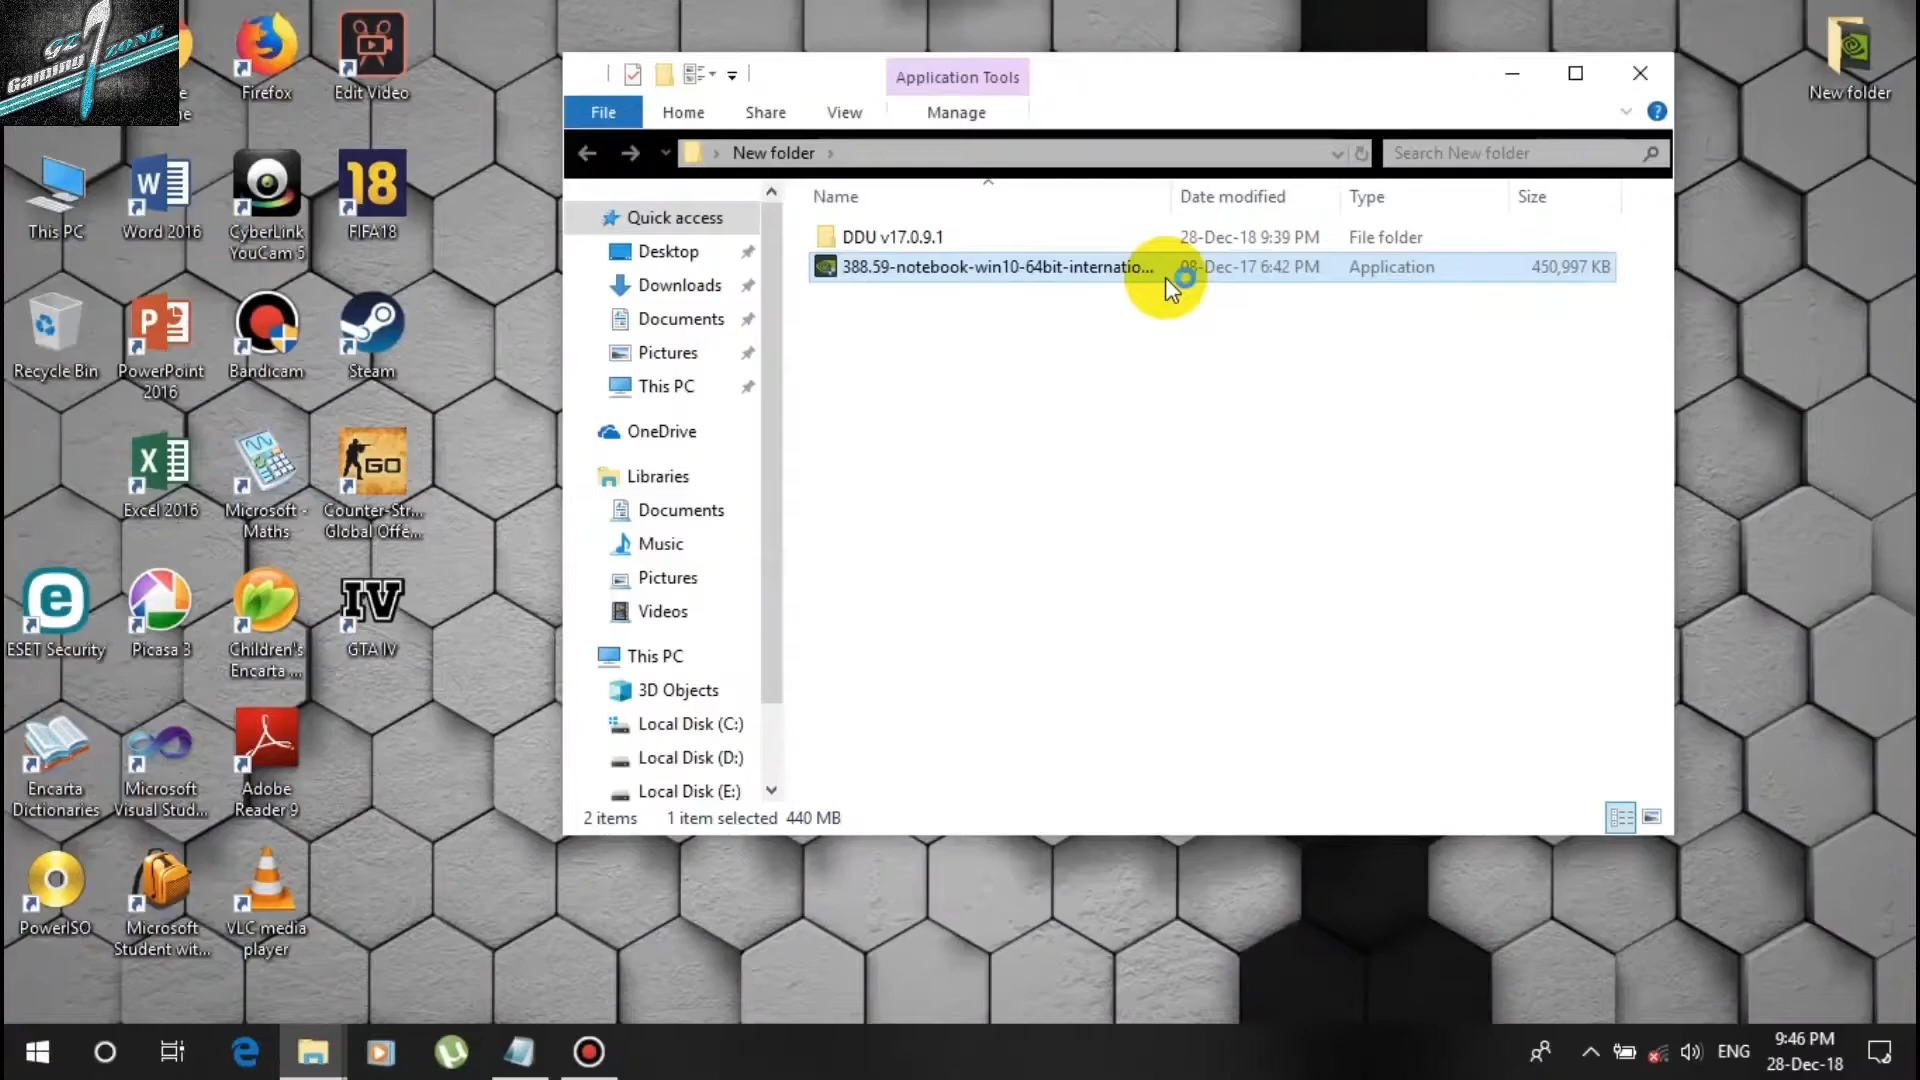 GZ
Gaming
ZONE
Firefox
Edit Video
New folder
This PC
Word 2016
CyberLink
YouCam 5
FIFA18
Recycle Bin
PowerPoint
2016
Bandicam
Steam
Excel 2016
Microsoft
Maths
Counter-Str...
Global Offe...
GO
ESET Security
Picasa 3
Children's
Encarta ...
IV
GTA IV
Encarta
Dictionaries
Microsoft
Visual Stud...
Adobe
Reader 9
PowerISO
Microsoft
Student wit...
VLC media
player
Application Tools
File
Home
Share
View
Manage
New folder
Search New folder
Name
Date modified
Type
Size
DDU v17.0.9.1
28-Dec-18 9:39 PM
File folder
388.59-notebook-win10-64bit-internatio...
08-Dec-17 6:42 PM
Application
450,997 KB
Quick access
Desktop
Downloads
Documents
Pictures
This PC
OneDrive
Libraries
Documents
Music
Pictures
Videos
This PC
3D Objects
Local Disk (C:)
Local Disk (D:)
Local Disk (E:)
2 items
1 item selected 440 MB
ENG
9:46 PM
28-Dec-18